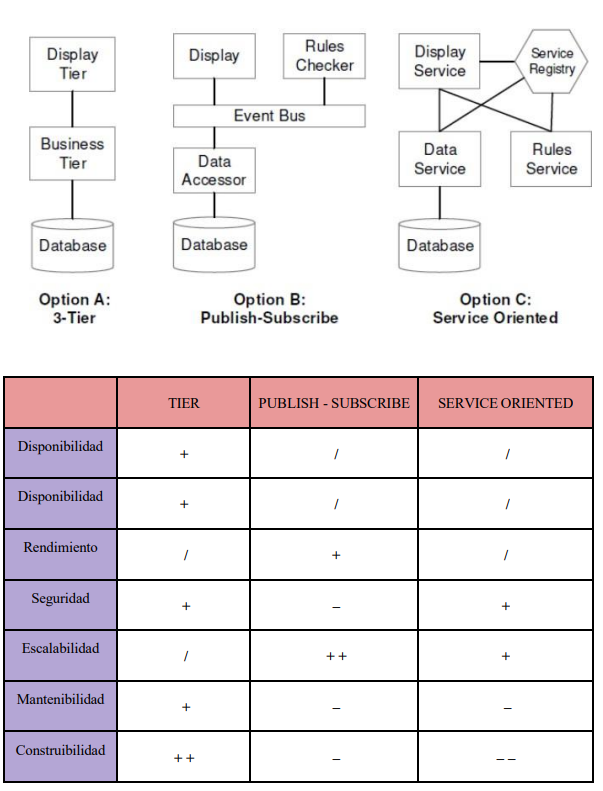 Display
Tier
Business
Tier
Database
Option A:
3-Tier
Display
Rules
Checker
Event Bus
Data
Accessor
Database
Option B:
Publish-Subscribe
Display
Service
Service
Registry
Data
Service
Rules
Service
Database
Option C:
Service Oriented
TIER PUBLISH - SUBSCRIBE SERVICE ORIENTED
Disponibilidad + / /
Disponibilidad + / /
Rendimiento / + /
Seguridad + – +
Escalabilidad / ++ +
Mantenibilidad + – –
Construibilidad ++ – – –